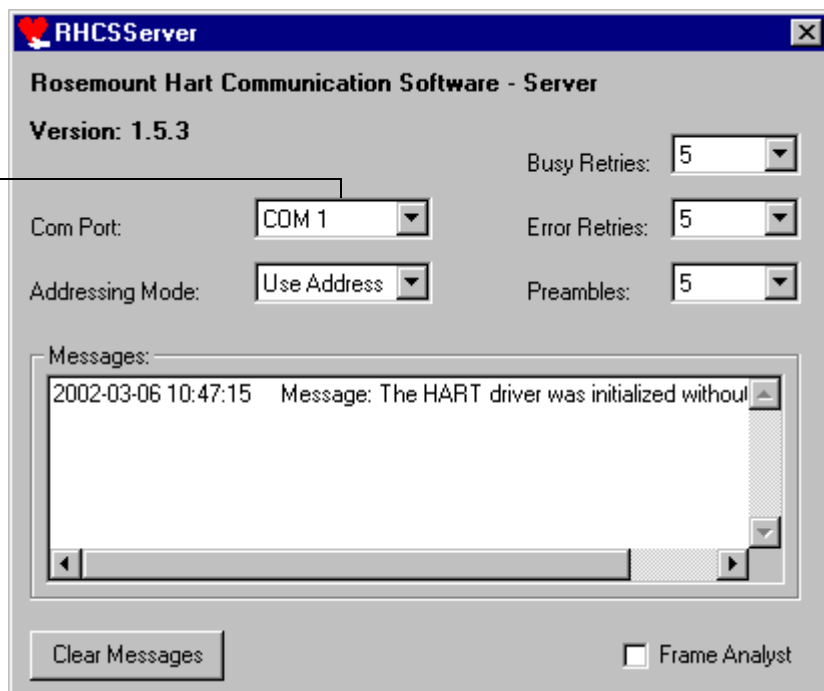 RHCSServer
Rosemount Hart Communication Software - Server
Version: 1.5.3
Busy Retries: 5
Com Port: COM 1
Error Retries: 5
Addressing Mode: Use Address
Preambles: 5
Messages:
2002-03-06 10:47:15 Message: The HART driver was initialized without
Clear Messages
Frame Analyst